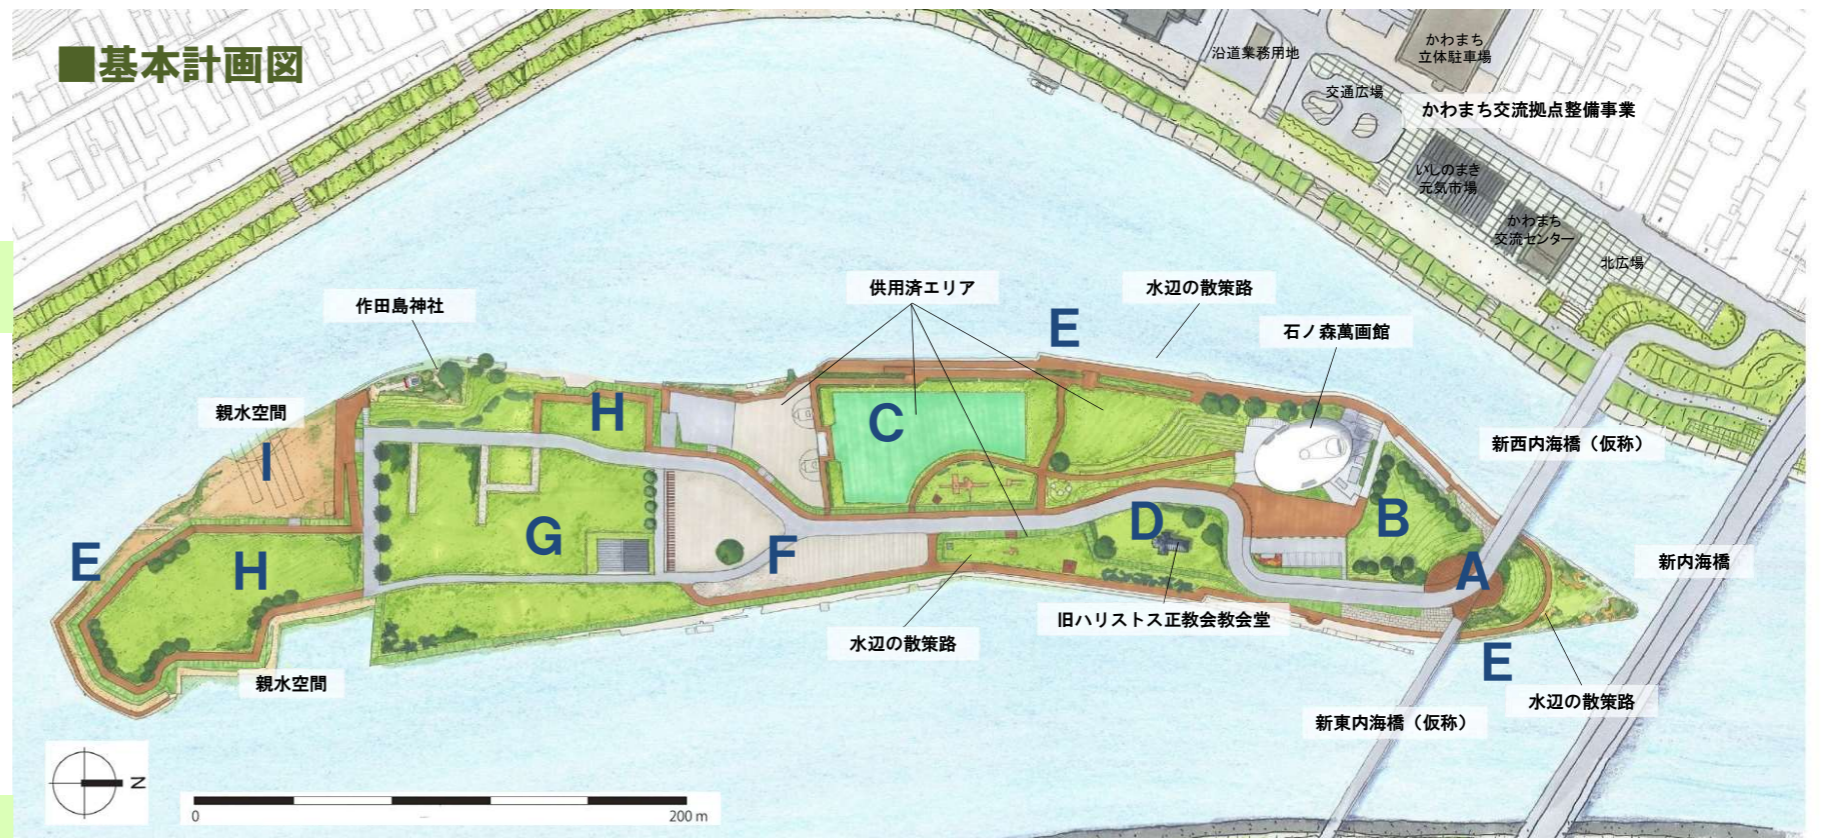 ■基本計画図
沿道業務用地
かわまち
立体駐車場
交通広場
かわまち交流拠点整備事業
いしのまき
元気市場
かわまち
交流センター
北広場
作田島神社
供用済エリア
水辺の散策路
E
石ノ森萬画館
親水空間
H
C
新西内海橋（仮称）
I
G
D
B
E
H
F
A
新内海橋
旧ハリストス正教会教会堂
水辺の散策路
E
親水空間
水辺の散策路
新東内海橋（仮称）
N
0
200 m